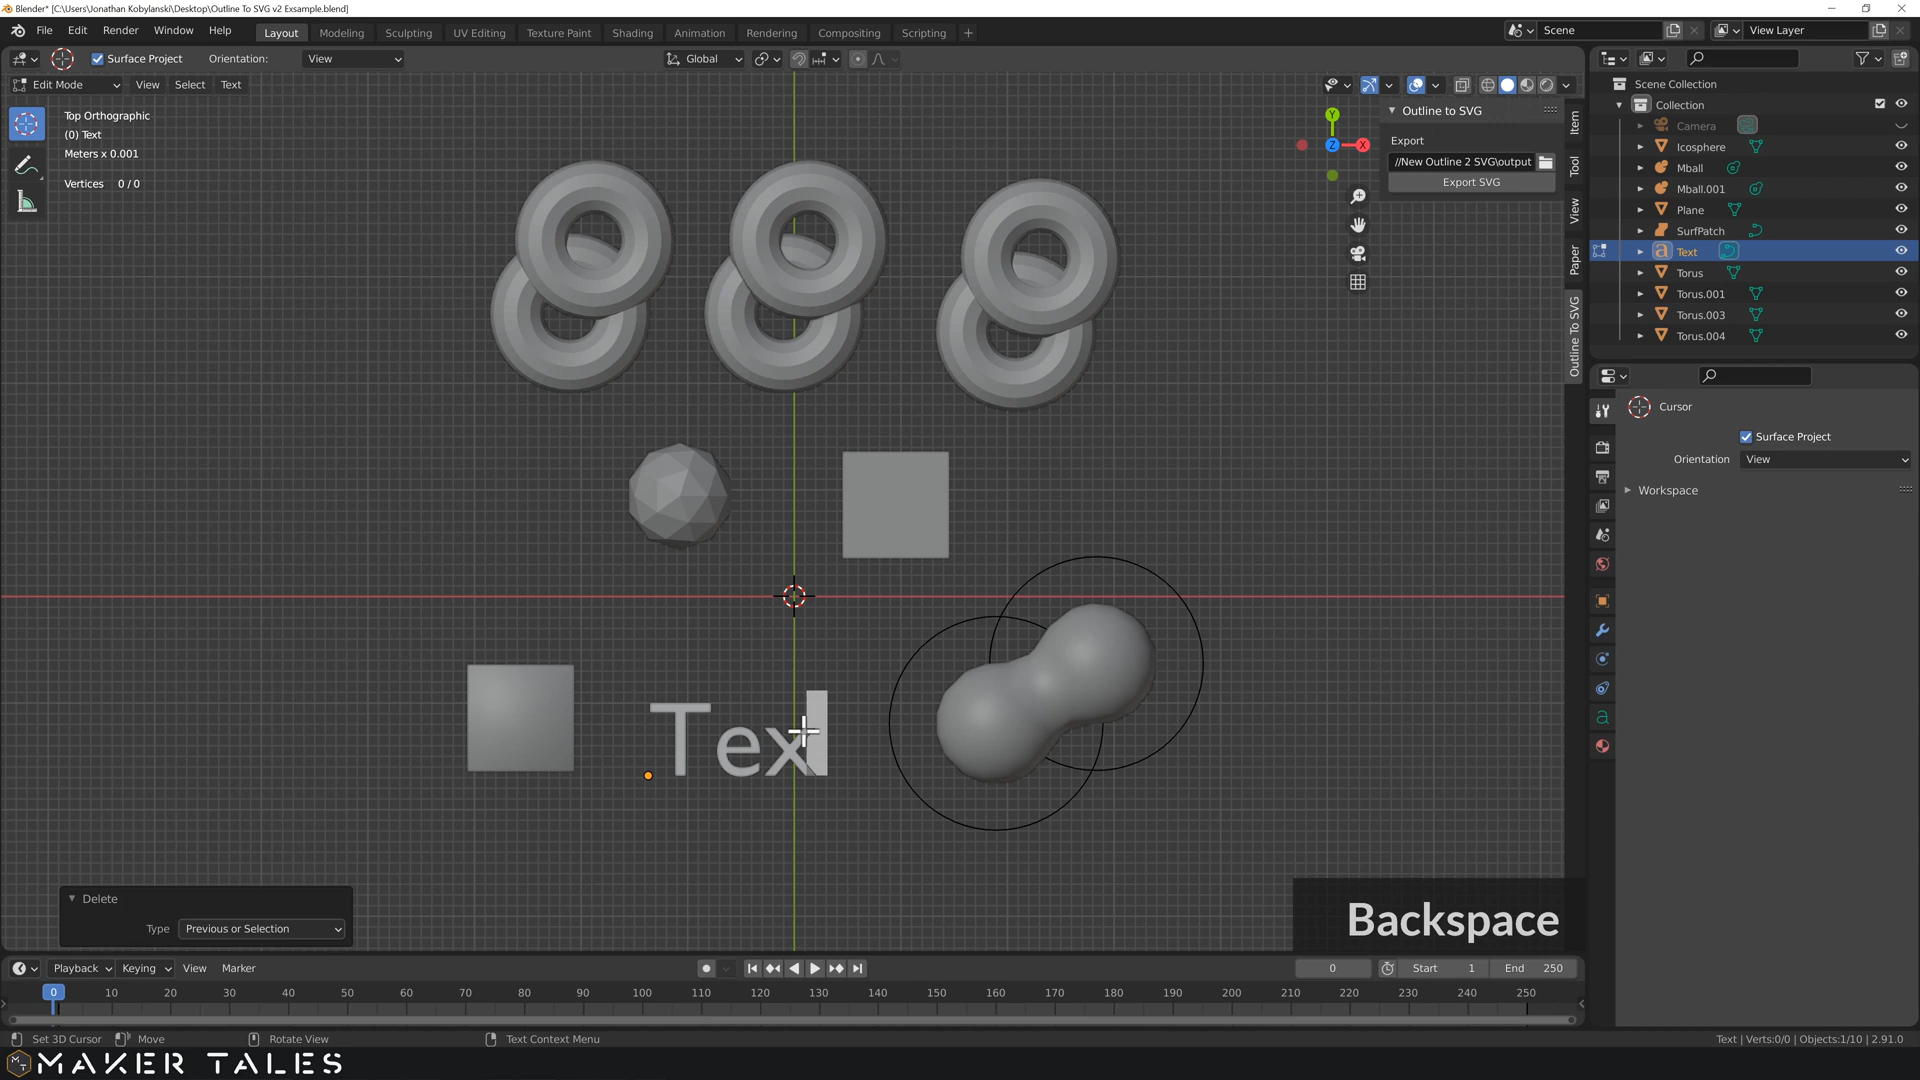 Blender* [C:\Users\Jonathan Kobylanski\Desktop\Outline To SVG v2 Exsample.blend]
File Edit Render Window Help Layout Modeling Sculpting UV Editing Texture Paint Shading Animation Rendering Compositing Scripting + Scene View Layer
Surface Project Orientation: View Global
Edit Mode View Select Text
Top Orthographic
(0) Text
Meters x 0.001
Vertices 0 / 0
Y
Z
X
Outline to SVG
Export
//New Outline 2 SVG\output
Export SVG
Item
Tool
View
Paper
Outline To SVG
Scene Collection
Collection
Camera
Icosphere
Mball
Mball.001
Plane
SurfPatch
Text
Torus
Torus.001
Torus.003
Torus.004
Cursor
Surface Project
Orientation View
Workspace
Tex
Delete
Type Previous or Selection
Backspace
Playback Keying View Marker 0 Start 1 End 250
0 10 20 30 40 50 60 70 80 90 100 110 120 130 140 150 160 170 180 190 200 210 220 230 240 250
Set 3D Cursor Move Rotate View Text Context Menu Text | Verts:0/0 | Objects:1/10 | 2.91.0
MAKER TALES